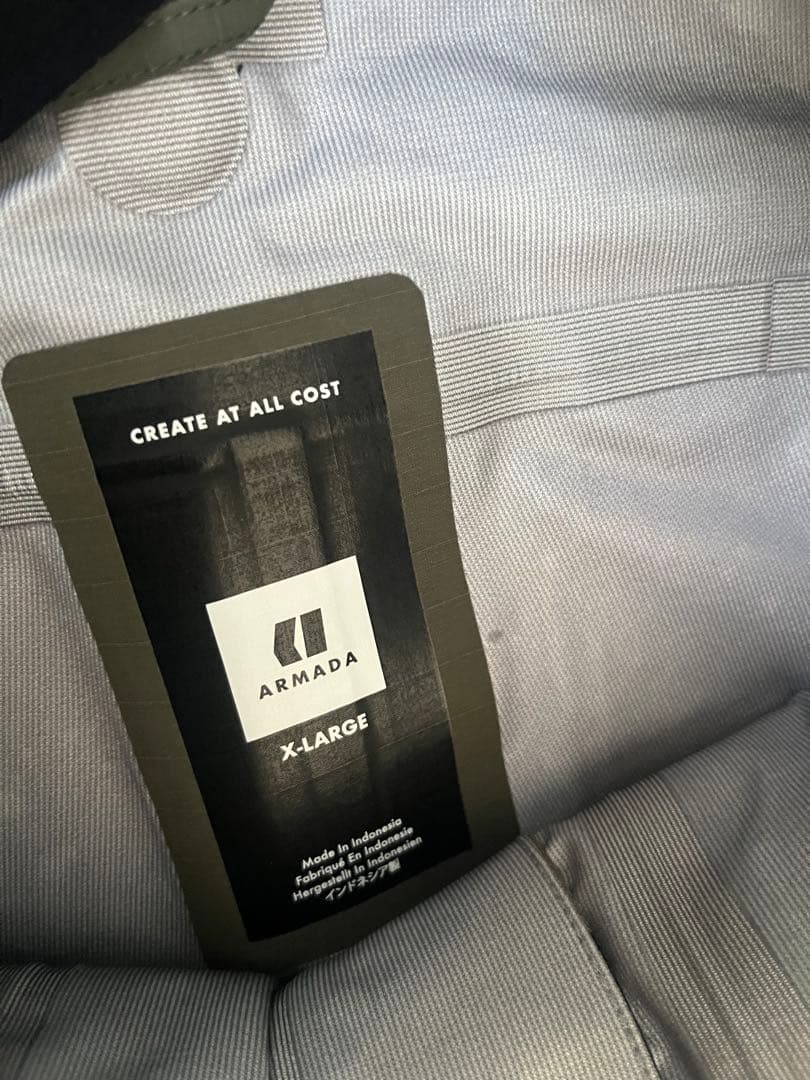 CREATE AT ALL COST
ARMADA
X-LARGE
Made In Indonesia
Fabriqué En Indonesie
Hergestellt In Indonesien
インドネシア製